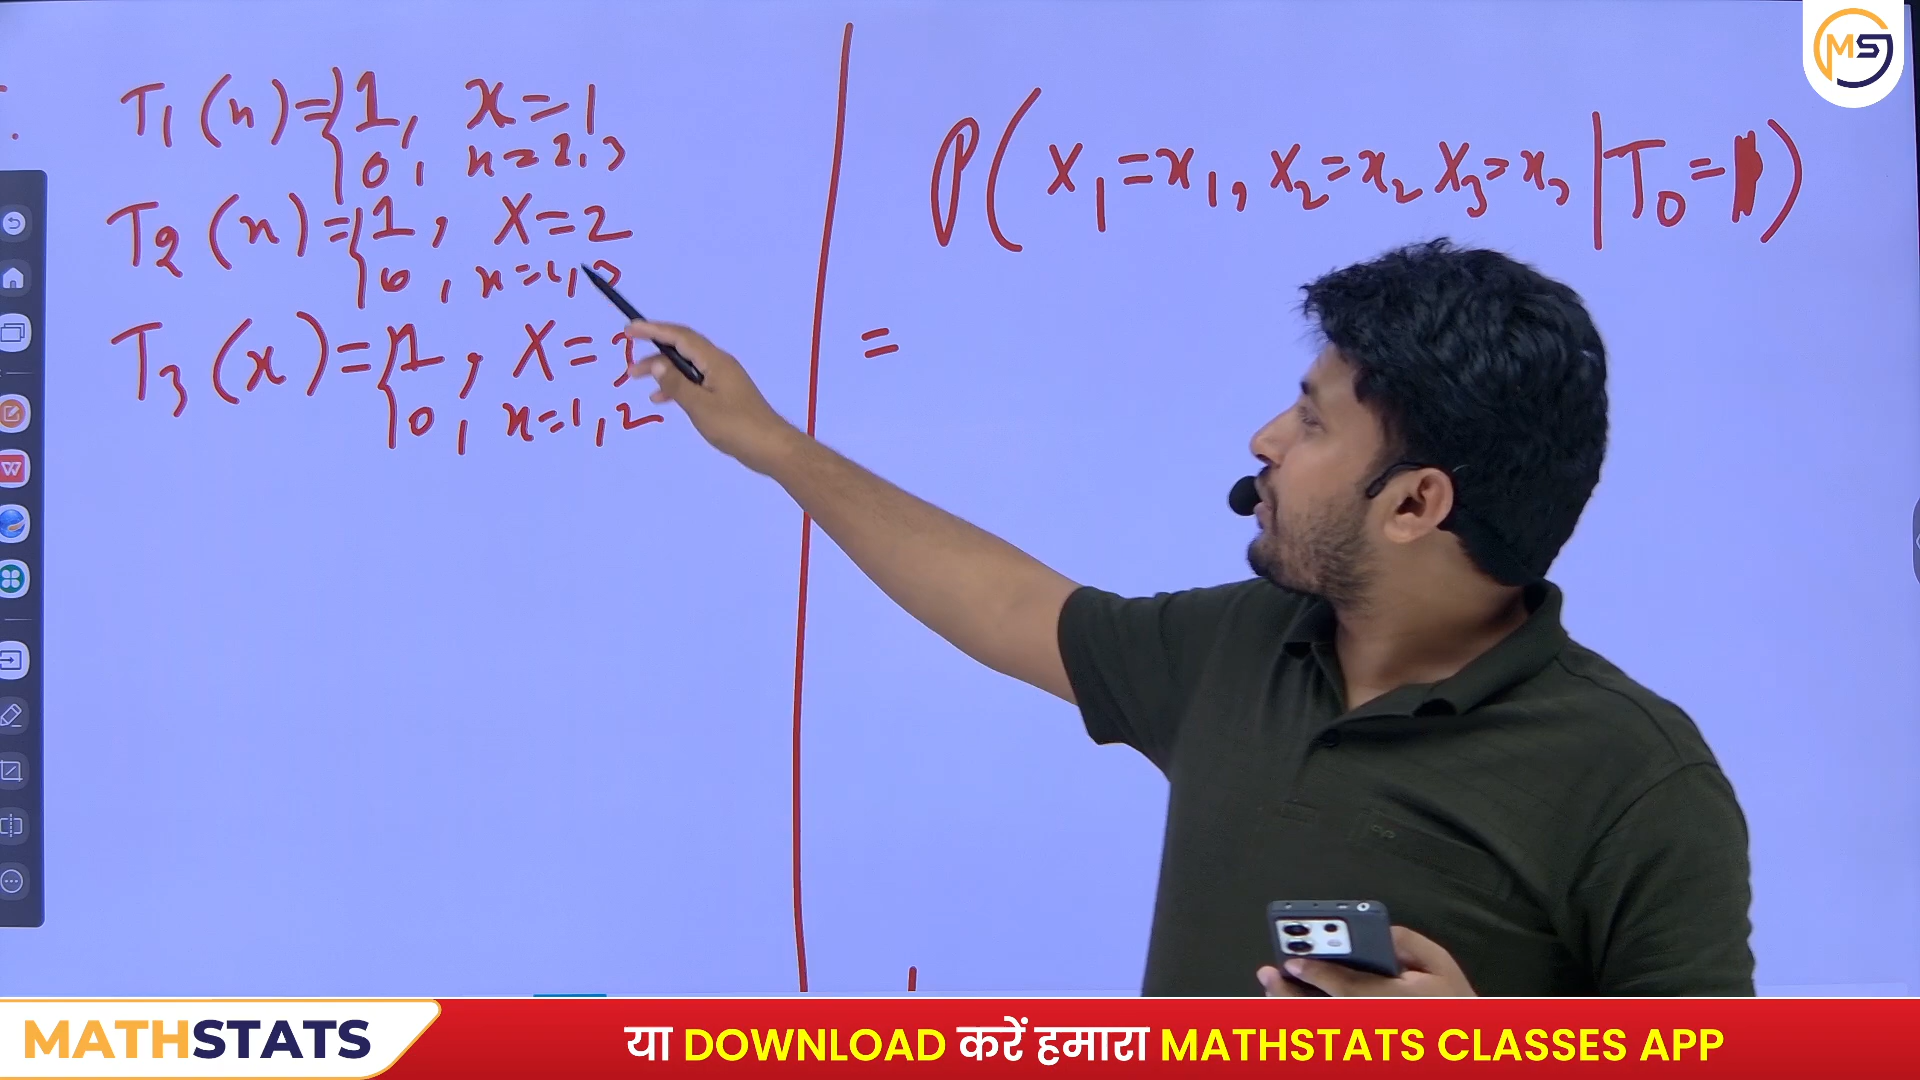 T₁(x) = { 1, x = 1
0, x = 2, 3
T₂(x) = { 1, X = 2
0, x = 1, 3
T₃(x) = { 1, X = 3
0, x = 1, 2
P( X₁ = x₁, X₂ = x₂ X₃ = x₃ | T₀ = )
=
MS
MATHSTATS
या DOWNLOAD करें हमारा MATHSTATS CLASSES APP